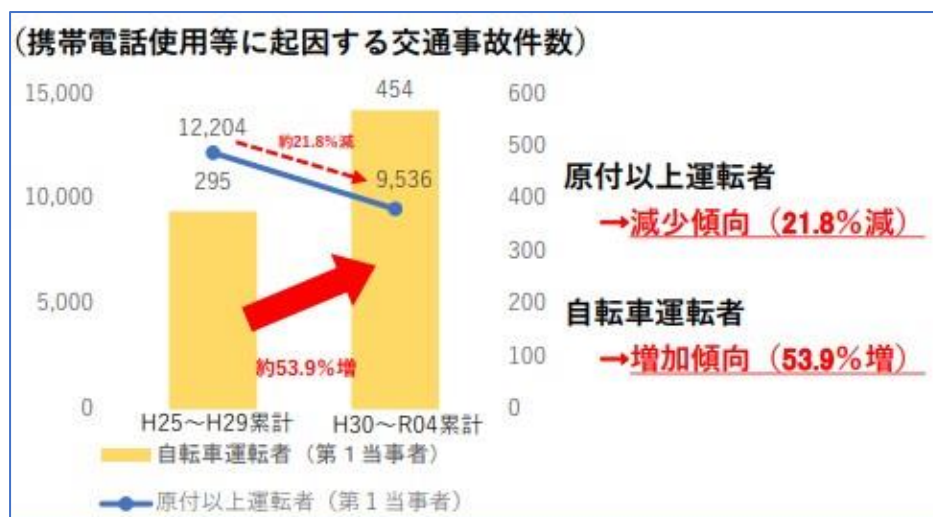 (携帯電話使用等に起因する交通事故件数)
15,000
10,000
5,000
0
454
12,204
約21.8%減
295
9,536
約53.9%増
600
500
400
300
200
100
0
H25～H29累計
H30～R04累計
自転車運転者（第１当事者）
原付以上運転者（第１当事者）
原付以上運転者
→減少傾向（21.8％減）
自転車運転者
→増加傾向（53.9％増）